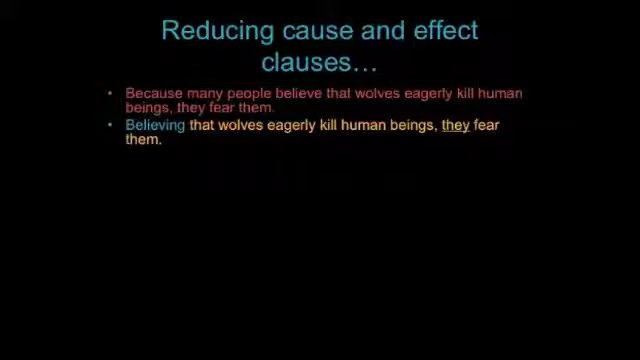 Reducing cause and effect
clauses…
• Because many people believe that wolves eagerly kill human
beings, they fear them.
• Believing that wolves eagerly kill human beings, they fear
them.